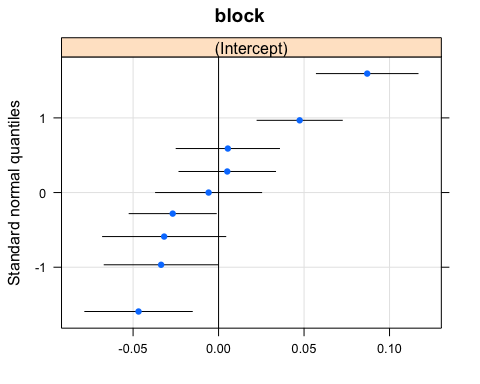 block
(Intercept)
Standard normal quantiles
1
0
-1
-0.05 0.00 0.05 0.10